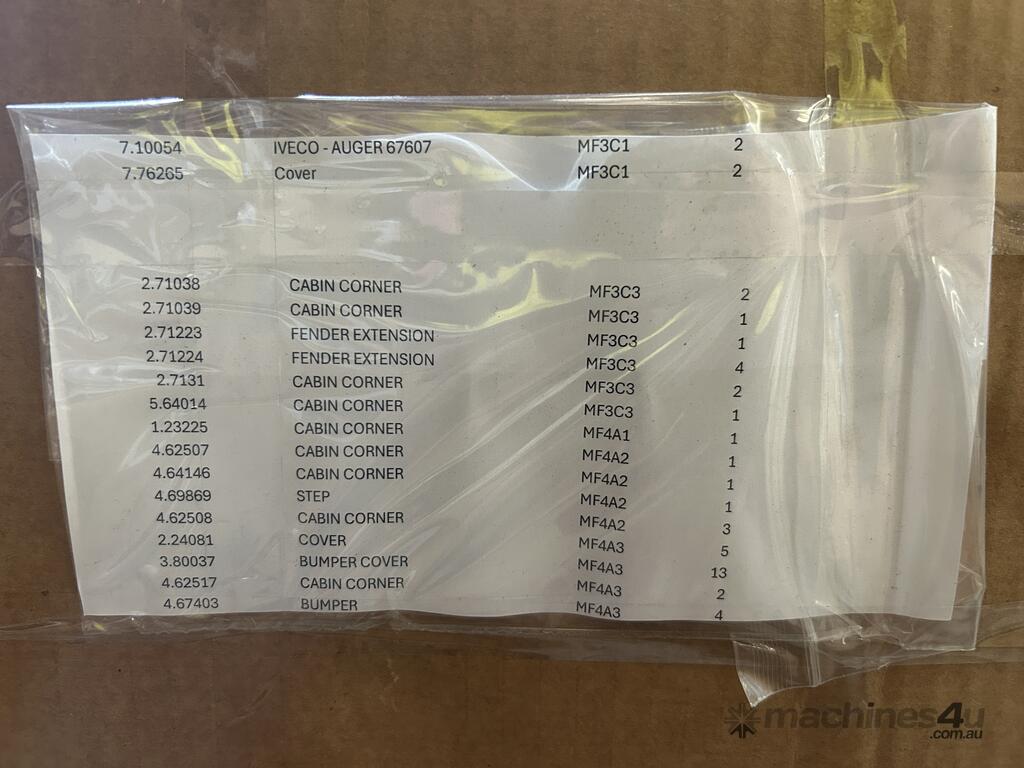 7.10054 IVECO - AUGER 67607 MF3C1 2
7.76265 Cover MF3C1 2
2.71038 CABIN CORNER MF3C3 2
2.71039 CABIN CORNER MF3C3 1
2.71223 FENDER EXTENSION MF3C3 1
2.71224 FENDER EXTENSION MF3C3 4
2.7131 CABIN CORNER MF3C3 2
5.64014 CABIN CORNER MF3C3 1
1.23225 CABIN CORNER MF4A1 1
4.62507 CABIN CORNER MF4A2 1
4.64146 CABIN CORNER MF4A2 1
4.69869 STEP MF4A2 1
4.62508 CABIN CORNER MF4A2 3
2.24081 COVER MF4A3 5
3.80037 BUMPER COVER MF4A3 13
4.62517 CABIN CORNER MF4A3 2
4.67403 BUMPER MF4A3 4
machines4u
.com.au